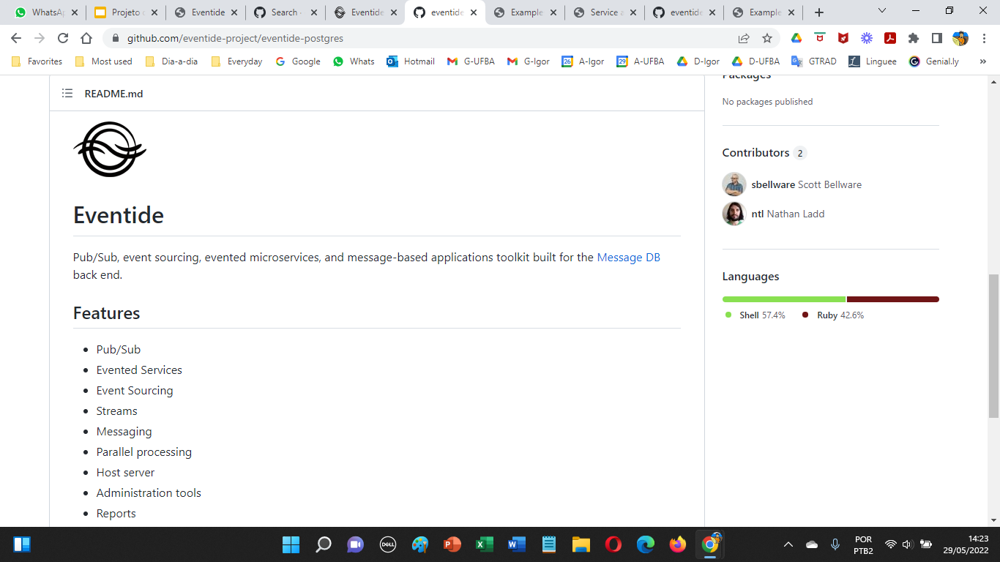 WhatsA
Projeto
Eventide
Search
Eventide
eventide
Example
Service a
eventide
Example
github.com/eventide-project/eventide-postgres
Favorites
Most used
Dia-a-dia
Everyday
Google
Whats
Hotmail
G-UFBA
G-Igor
26
A-Igor
29
A-UFBA
D-Igor
D-UFBA
GTRAD
Linguee
Genial.ly
»
README.md
Eventide
Pub/Sub, event sourcing, evented microservices, and message-based applications toolkit built for the Message DB
back end.
Features
• Pub/Sub
• Evented Services
• Event Sourcing
• Streams
• Messaging
• Parallel processing
• Host server
• Administration tools
• Reports
Packages
No packages published
Contributors 2
sbellware Scott Bellware
ntl Nathan Ladd
Languages
Shell 57.4%
Ruby 42.6%
DELL
POR
PTB2
14:23
29/05/2022